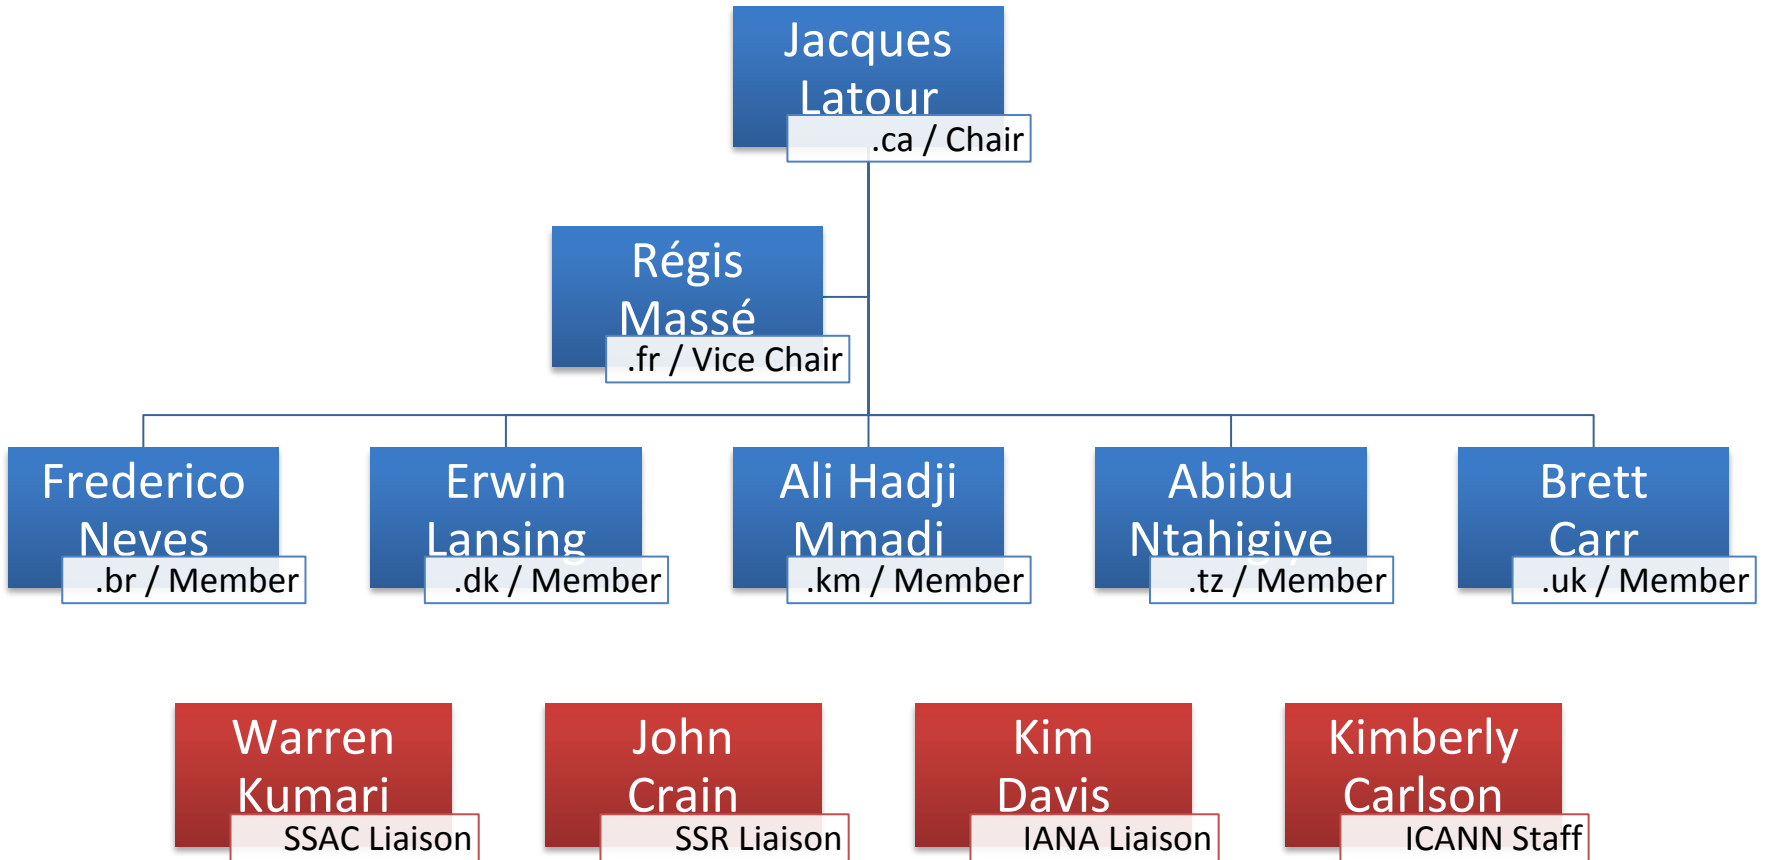 Jacques
Latour
.ca / Chair
Régis
Massé
.fr / Vice Chair
Frederico
Neves
.br / Member
Erwin
Lansing
.dk / Member
Ali Hadji
Mmadi
.km / Member
Abibu
Ntahigiye
.tz / Member
Brett
Carr
.uk / Member
Warren
Kumari
SSAC Liaison
John
Crain
SSR Liaison
Kim
Davis
IANA Liaison
Kimberly
Carlson
ICANN Staff